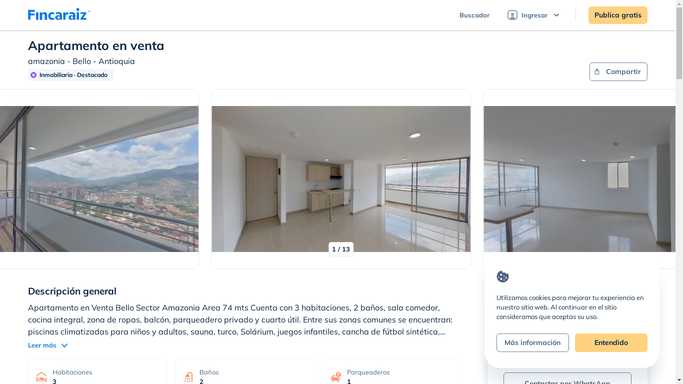 Fincaraiz
Buscador
Ingresar
Publica gratis
Apartamento en venta
amazonia - Bello - Antioquia
Inmobiliaria - Destacado
Compartir
1 / 13
Descripción general
Apartamento en Venta Bello Sector Amazonia Area 74 mts Cuenta con 3 habitaciones, 2 baños, sala comedor,
cocina integral, zona de ropas, balcón, parqueadero privado y cuarto útil. Entre sus zonas comunes se encuentran:
piscinas climatizadas para niños y adultos, sauna, turco, Solárium, juegos infantiles, cancha de fútbol sintética,...
Leer más
Habitaciones
3
Baños
2
Parqueaderos
1
Utilizamos cookies para mejorar tu experiencia en
nuestro sitio web. Al continuar en el sitio
consideramos que aceptas su uso.
Más información
Entendido
Contactar por WhatsApp